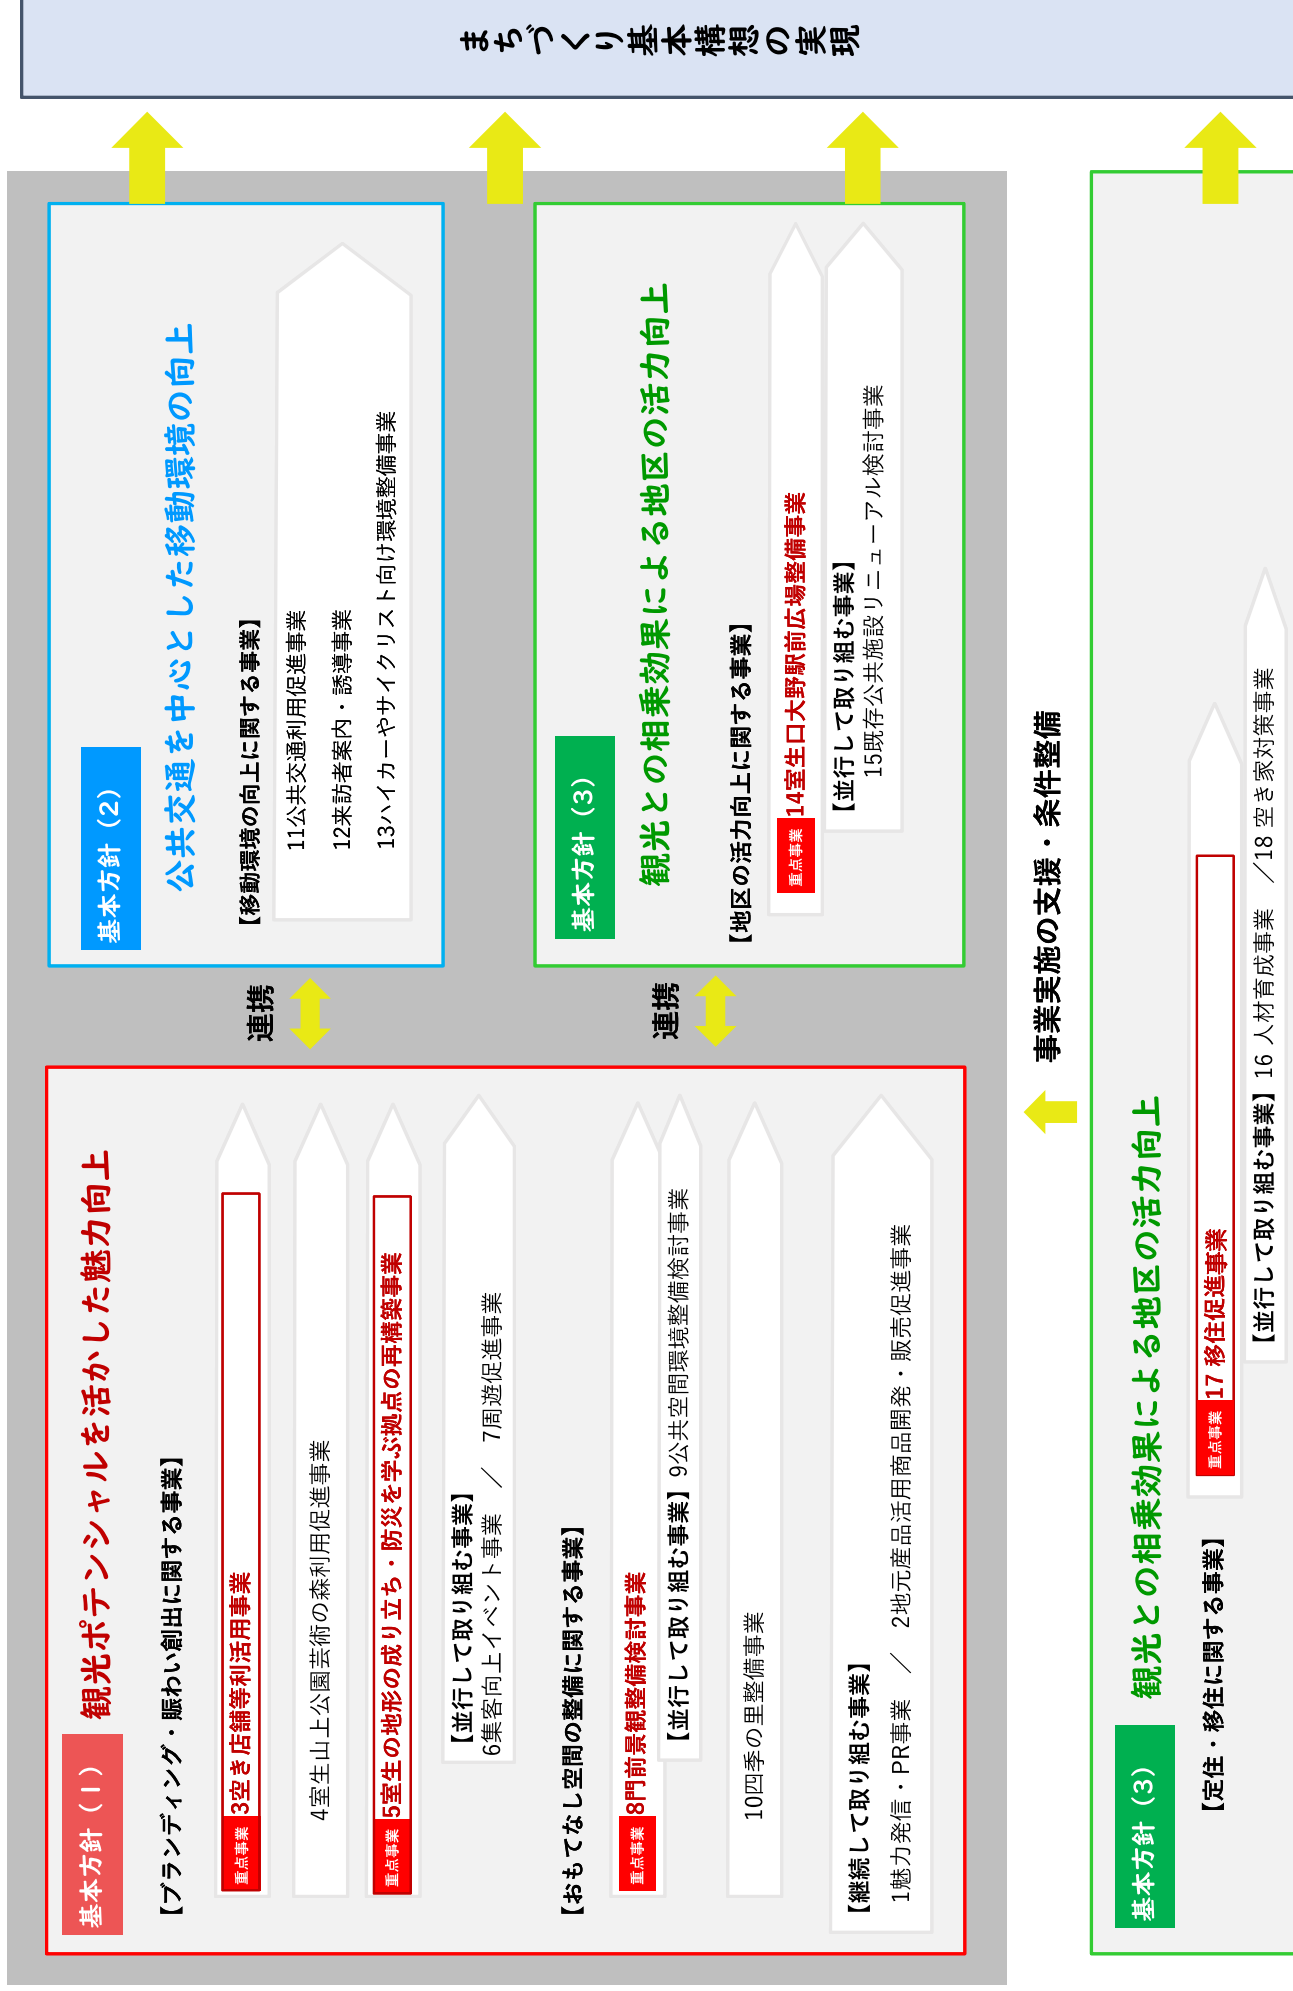 基本方針（１） 観光ポテンシャルを活かした魅力向上
【ブランディング・賑わい創出に関する事業】
重点事業 3空き店舗等利活用事業
4室生山上公園芸術の森利用促進事業
重点事業 5室生の地形の成り立ち・防災を学ぶ拠点の再構築事業
【並行して取り組む事業】
6集客向上イベント事業 ／ 7周遊促進事業
【おもてなし空間の整備に関する事業】
重点事業 8門前景観整備検討事業
【並行して取り組む事業】9公共空間環境整備検討事業
10四季の里整備事業
【継続して取り組む事業】
1魅力発信・PR事業 ／ 2地元産品活用商品開発・販売促進事業
連携
連携
基本方針（２）
公共交通を中心とした移動環境の向上
【移動環境の向上に関する事業】
11公共交通利用促進事業
12来訪者案内・誘導事業
13ハイカーやサイクリスト向け環境整備事業
基本方針（３）
観光との相乗効果による地区の活力向上
【地区の活力向上に関する事業】
重点事業 14室生口大野駅前広場整備事業
【並行して取り組む事業】
15既存公共施設リニューアル検討事業
事業実施の支援・条件整備
基本方針（３） 観光との相乗効果による地区の活力向上
【定住・移住に関する事業】
重点事業 17 移住促進事業
【並行して取り組む事業】16 人材育成事業 ／18 空き家対策事業
まちづくり基本構想の実現